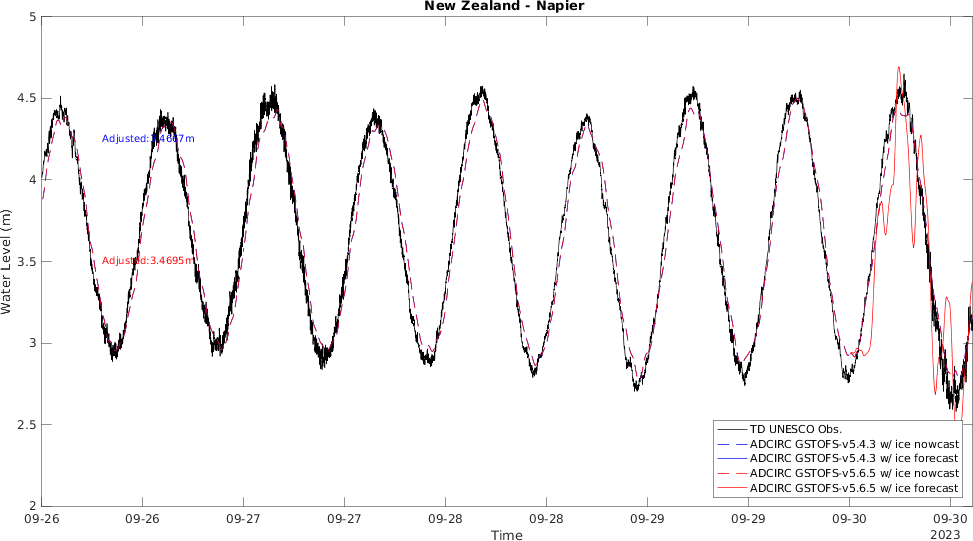 New Zealand - Napier
5
4.5
4
3.5
3
2.5
2
Water Level (m)
Adjusted:3.4667m
Adjusted:3.4695m
TD UNESCO Obs.
ADCIRC GSTOFS-v5.4.3 w/ ice nowcast
ADCIRC GSTOFS-v5.4.3 w/ ice forecast
ADCIRC GSTOFS-v5.6.5 w/ ice nowcast
ADCIRC GSTOFS-v5.6.5 w/ ice forecast
09-26 09-26 09-27 09-27 09-28 09-28 09-29 09-29 09-30 09-30
2023
Time